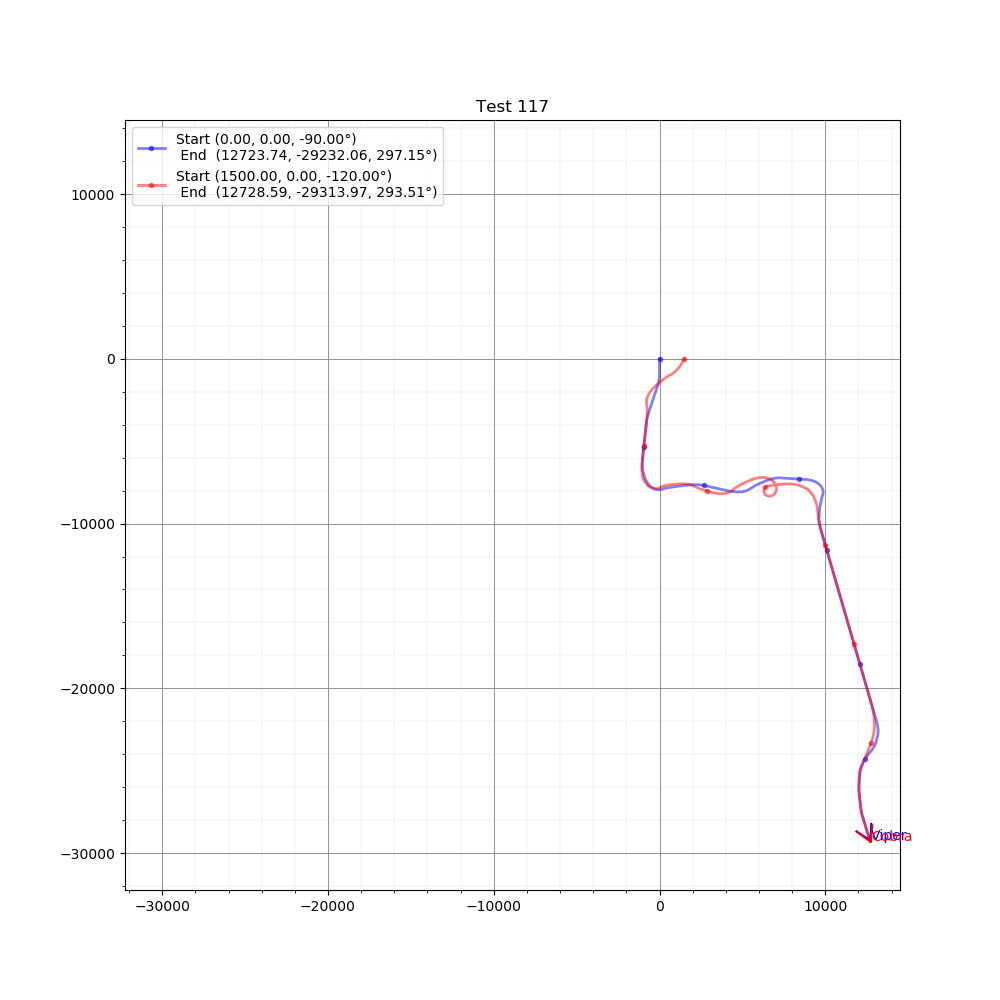 Test 117
Start (0.00, 0.00, -90.00°)
End (12723.74, -29232.06, 297.15°)
Start (1500.00, 0.00, -120.00°)
End (12728.59, -29313.97, 293.51°)
10000
0
−10000
−20000
−30000
Viper
−30000
−20000
−10000
0
10000